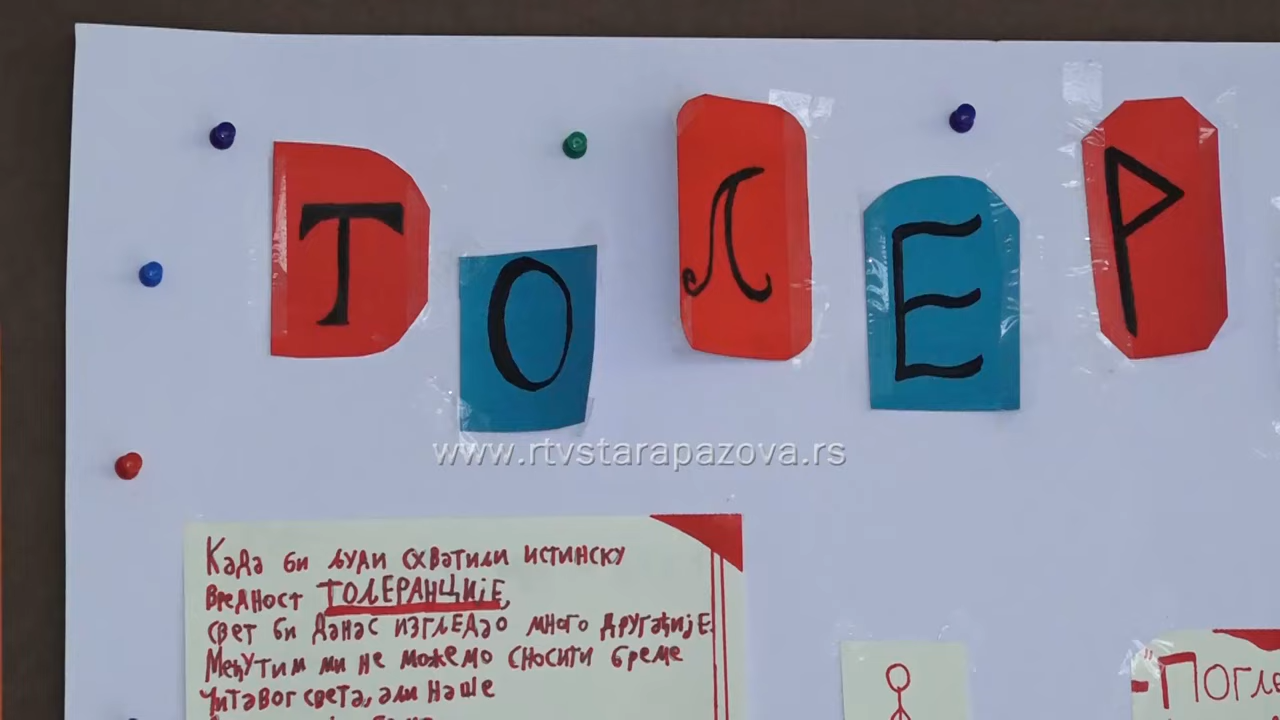 ТОЛЕР
www.rtvstarapazova.rs
Када би људи схватили истински
вредност ТОЛЕРАНЦИЈЕ,
свет би данас изгледао много другачије.
Међутим ми не можемо сносити бреме
читавог света, али наше
"Погле